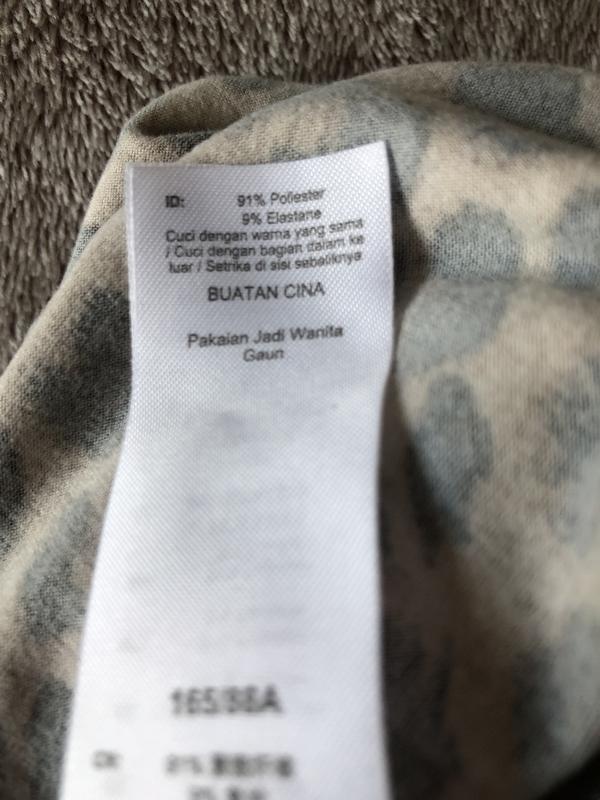 ID: 91% Poliester
9% Elastane
Cuci dengan warna yang sama
/ Cuci dengan bagian dalam ke
luar / Setrika di sisi sebaliknya
BUATAN CINA
Pakaian Jadi Wanita
Gaun
165/88A
CN: